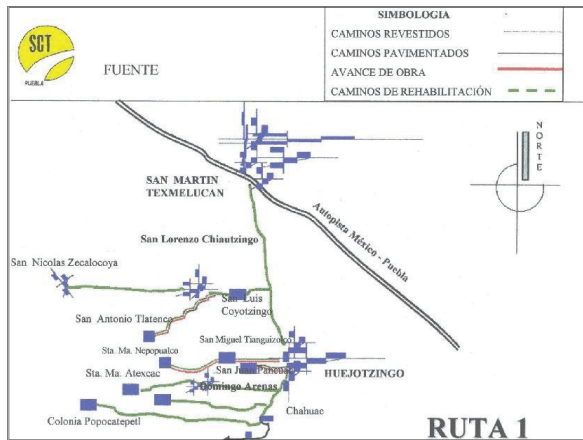 SIMBOLOGIA
SCT
PUEBLA
FUENTE
CAMINOS REVESTIDOS
CAMINOS PAVIMENTADOS
AVANCE DE OBRA
CAMINOS DE REHABILITACIÓN
NORTE
SAN MARTIN
TEXMELUCAN
Autopista México - Puebla
San Lorenzo Chiautzingo
San Nicolas Zecalocoya
San Luis
Coyotzingo
San Antonio Tlatenco
San Miguel Tianguizolco
Sta. Ma. Nepopualco
San Juan Pancoac
HUEJOTZINGO
Sta. Ma. Atexcac
Domingo Arenas
Chahuac
Colonia Popocatepetl
RUTA 1